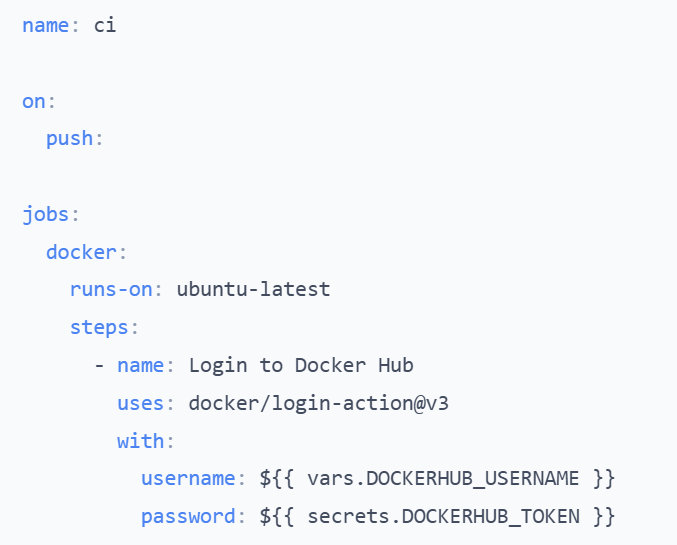 name: ci
on:
  push:
jobs:
  docker:
    runs-on: ubuntu-latest
    steps:
      - name: Login to Docker Hub
        uses: docker/login-action@v3
        with:
          username: ${{ vars.DOCKERHUB_USERNAME }}
          password: ${{ secrets.DOCKERHUB_TOKEN }}